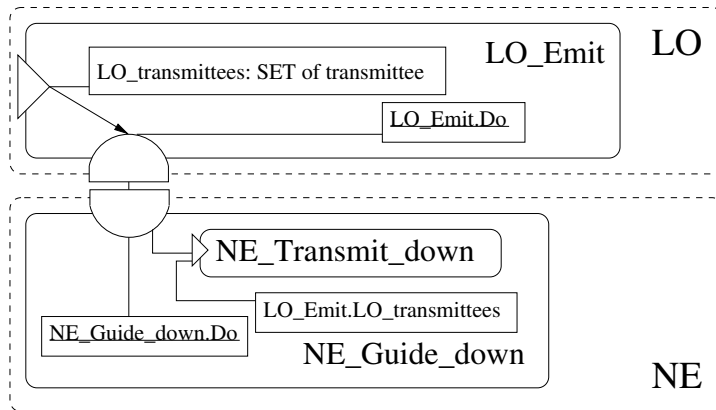 LO_Emit
LO
LO_transmittees: SET of transmittee
LO_Emit.Do
NE_Transmit_down
LO_Emit.LO_transmittees
NE_Guide_down.Do
NE_Guide_down
NE